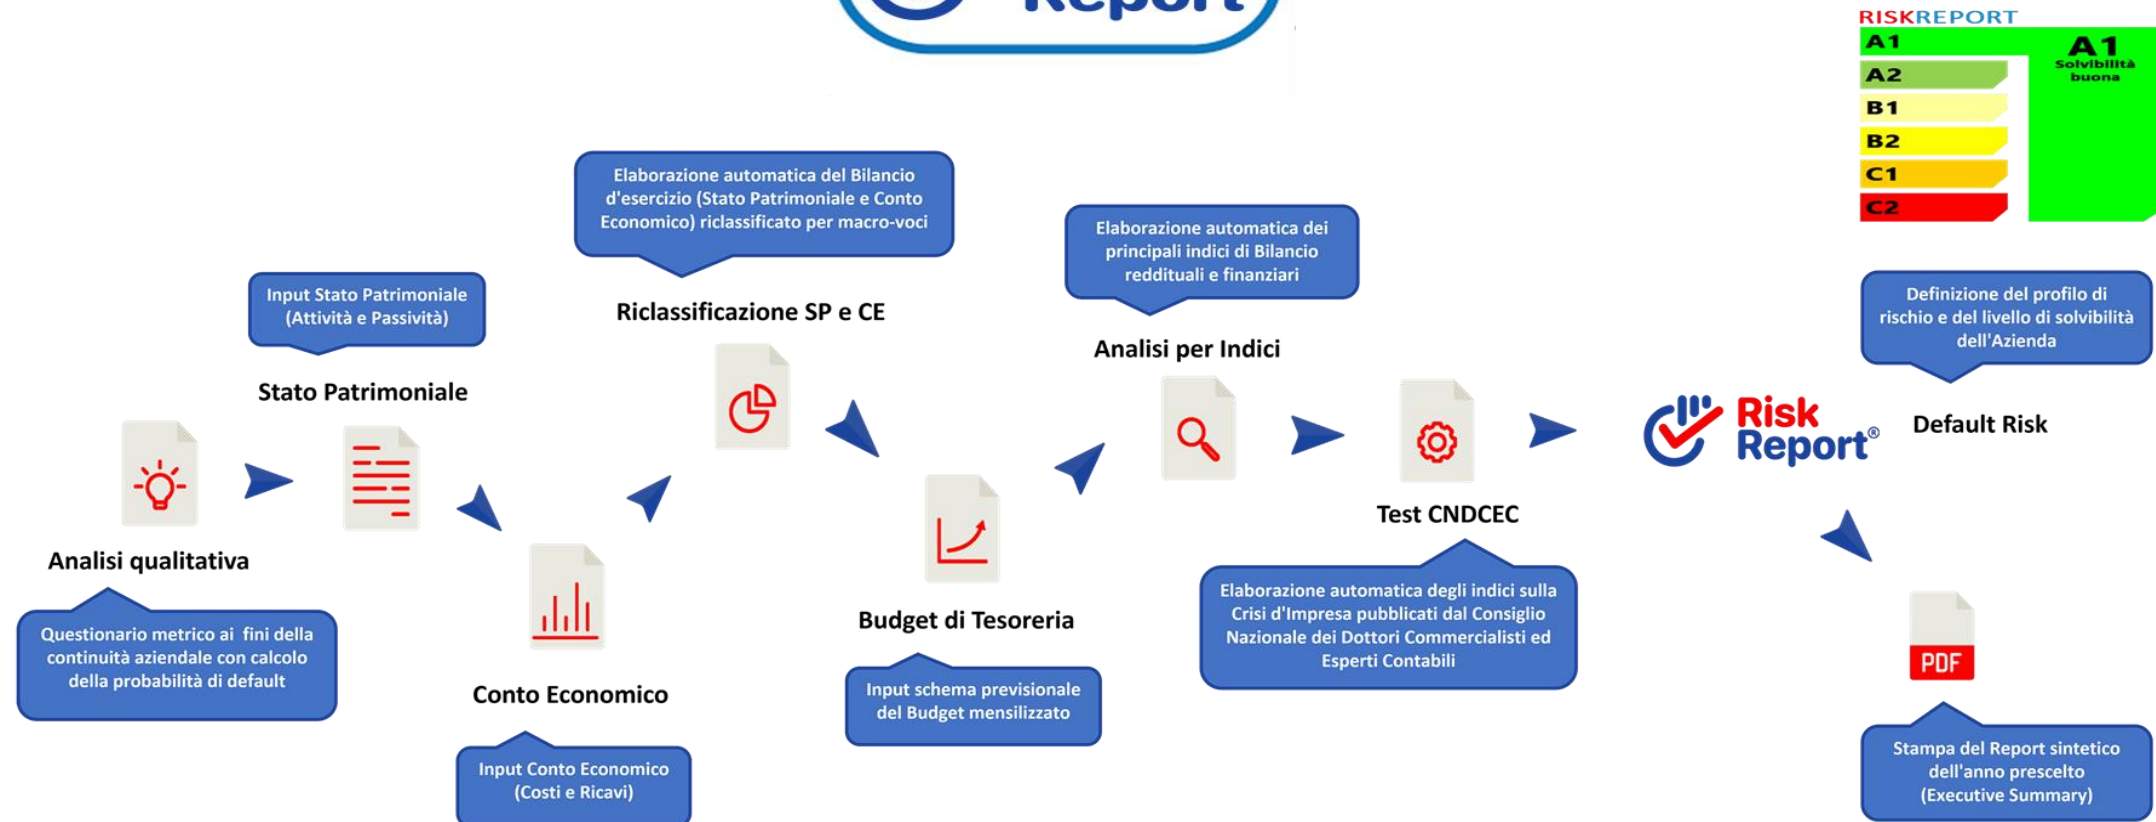 Report
RISKREPORT
A1
A2
B1
B2
C1
C2
A1
Solvibilità
buona
Elaborazione automatica del Bilancio
d'esercizio (Stato Patrimoniale e Conto
Economico) riclassificato per macro-voci
Riclassificazione SP e CE
Elaborazione automatica dei
principali indici di Bilancio
reddituali e finanziari
Analisi per Indici
Input Stato Patrimoniale
(Attività e Passività)
Stato Patrimoniale
Definizione del profilo di
rischio e del livello di solvibilità
dell'Azienda
Default Risk
Risk
Report®
Analisi qualitativa
Questionario metrico ai  fini della
continuità aziendale con calcolo
della probabilità di default
Conto Economico
Input Conto Economico
(Costi e Ricavi)
Budget di Tesoreria
Input schema previsionale
del Budget mensilizzato
Test CNDCEC
Elaborazione automatica degli indici sulla
Crisi d'Impresa pubblicati dal Consiglio
Nazionale dei Dottori Commercialisti ed
Esperti Contabili
PDF
Stampa del Report sintetico
dell'anno prescelto
(Executive Summary)